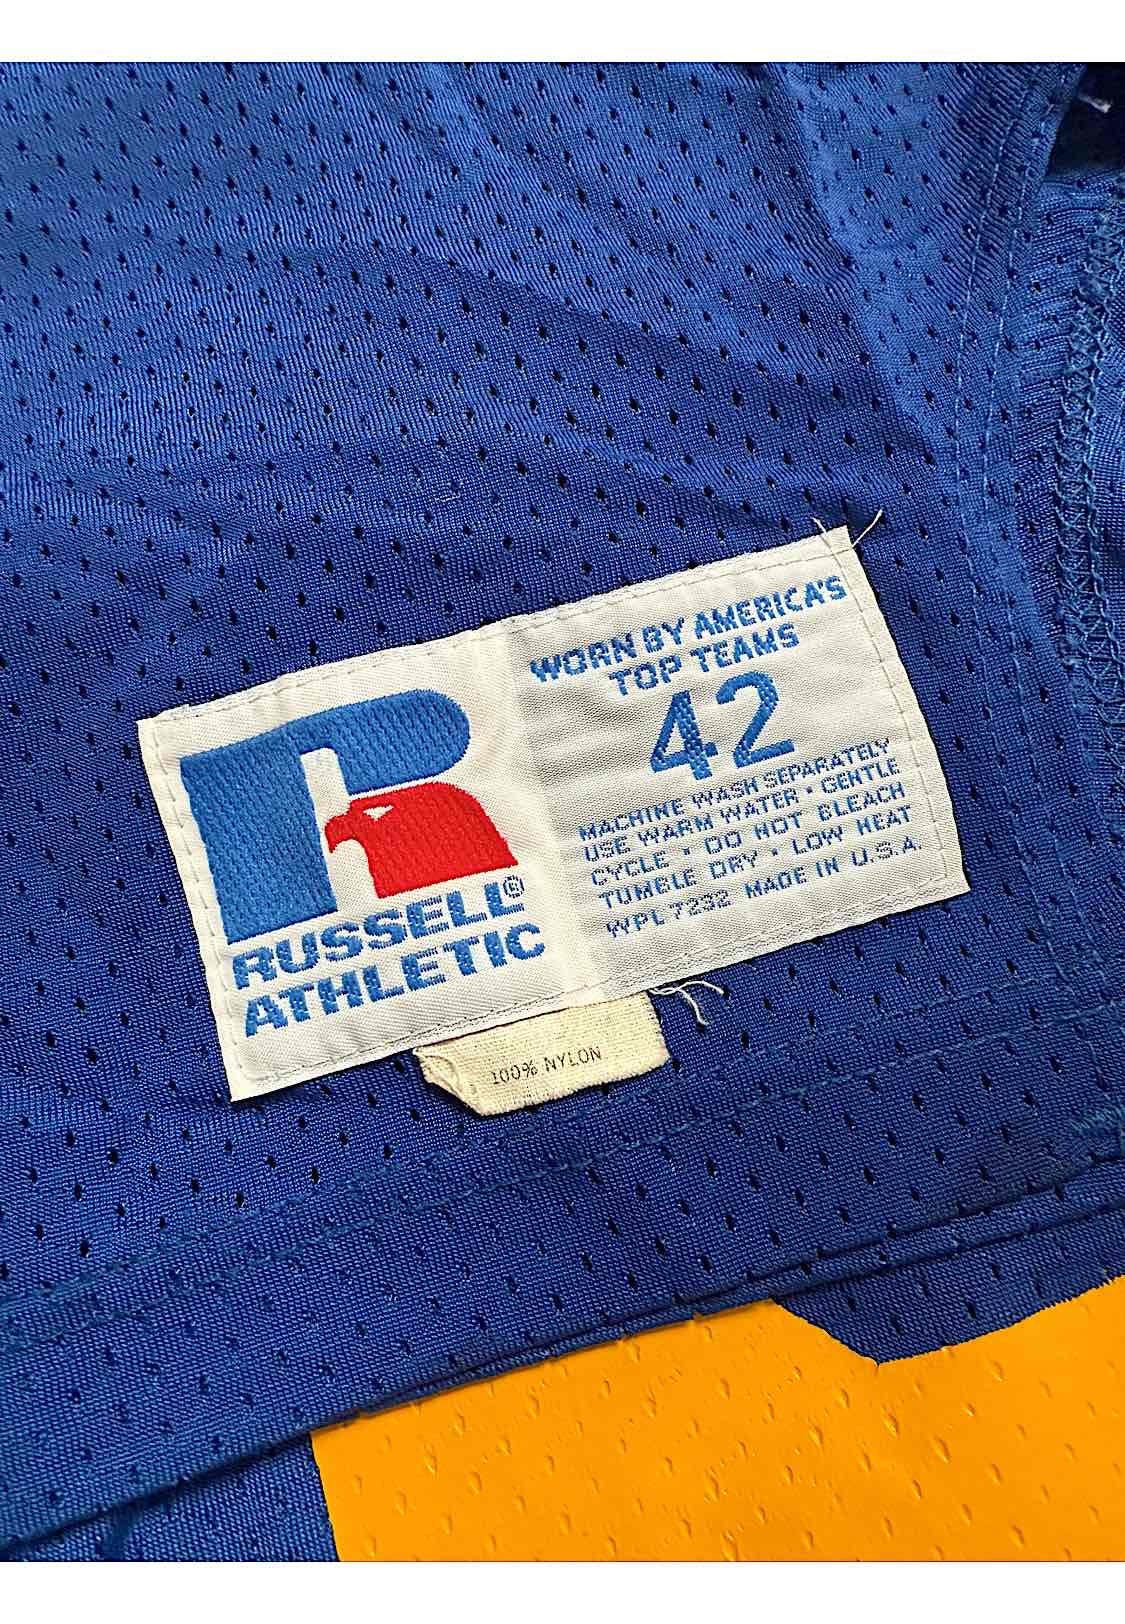 WORN BY AMERICA'S
TOP TEAMS
42
MACHINE WASH SEPARATELY
USE WARM WATER • GENTLE
CYCLE • DO NOT BLEACH
TUMBLE DRY • LOW HEAT
WPL 7232 MADE IN U.S.A.
R
RUSSELL®
ATHLETIC
100% NYLON